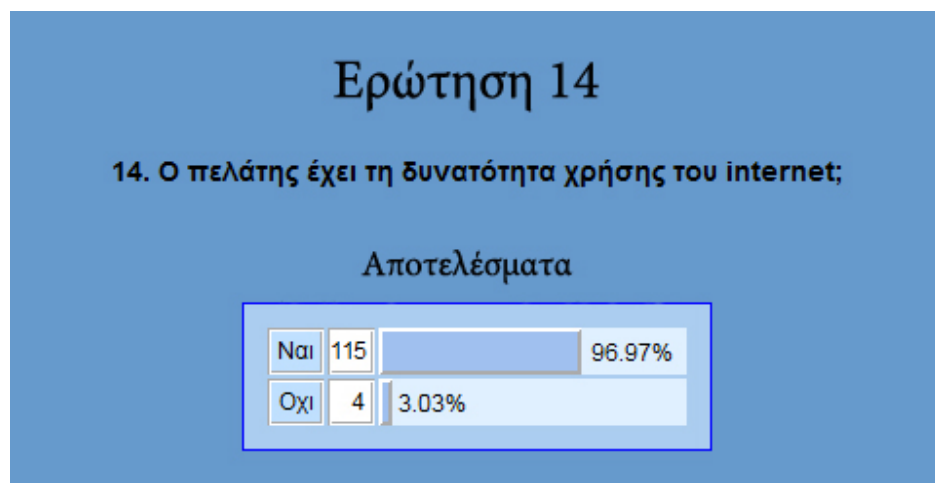 Ερώτηση 14
14. Ο πελάτης έχει τη δυνατότητα χρήσης του internet;
Αποτελέσματα
Ναι 115 96.97%
Οχι 4 3.03%